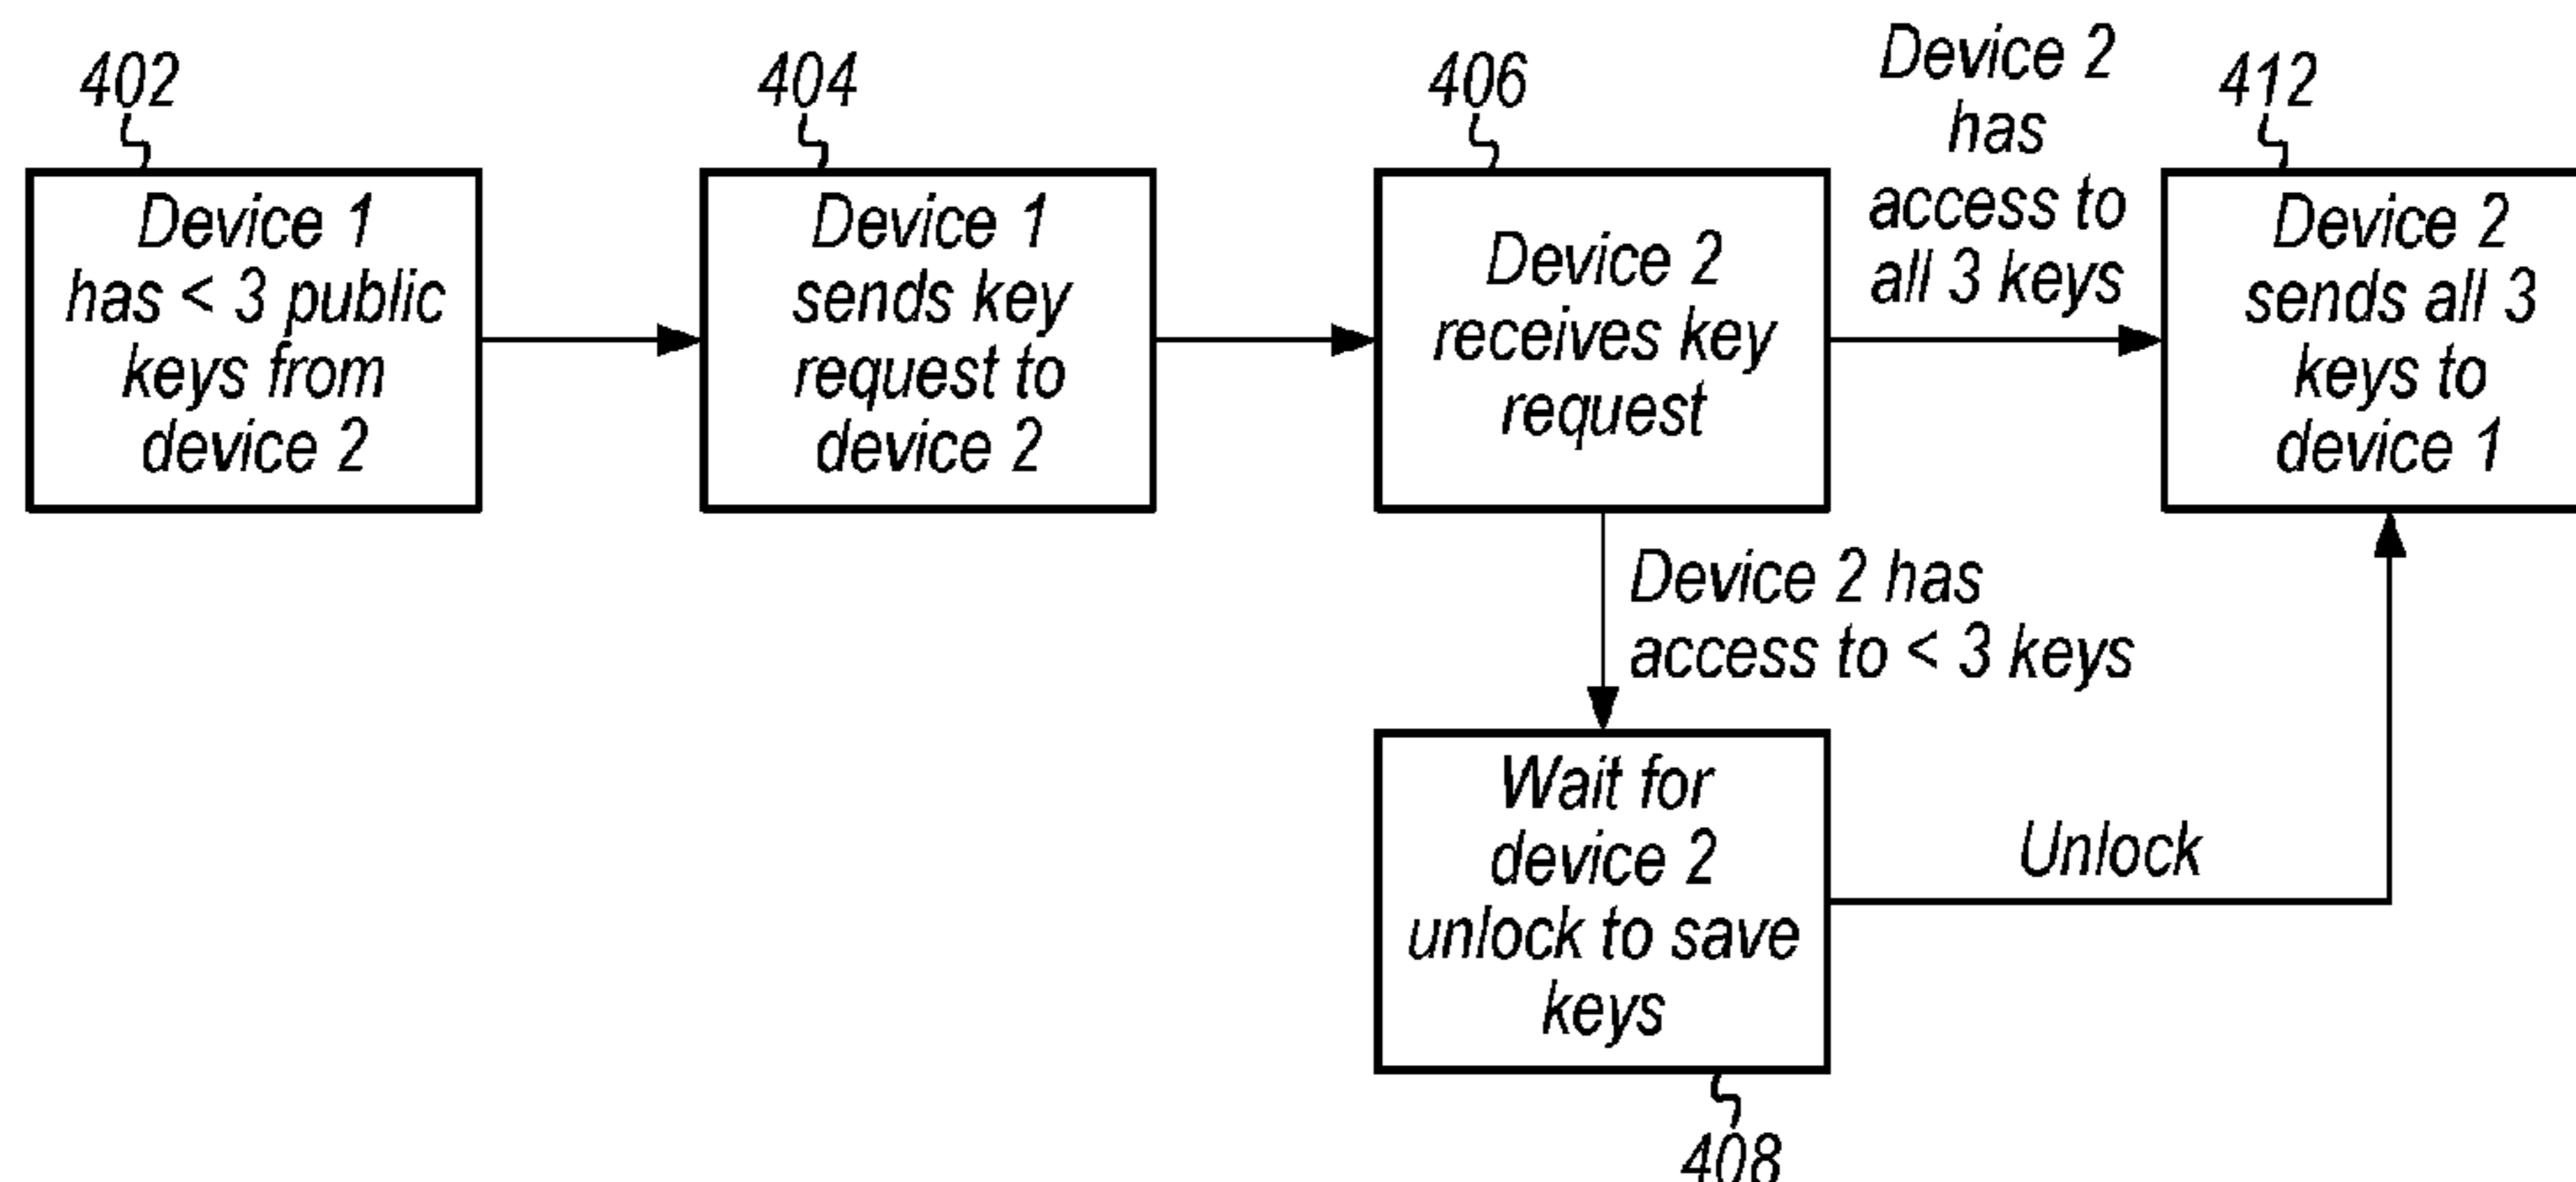 402
Device 1
has < 3 public
keys from
device 2
404
Device 1
sends key
request to
device 2
406
Device 2
receives key
request
Device 2
has
access to
all 3 keys
412
Device 2
sends all 3
keys to
device 1
Device 2 has
access to < 3 keys
Wait for
device 2
unlock to save
keys
408
Unlock